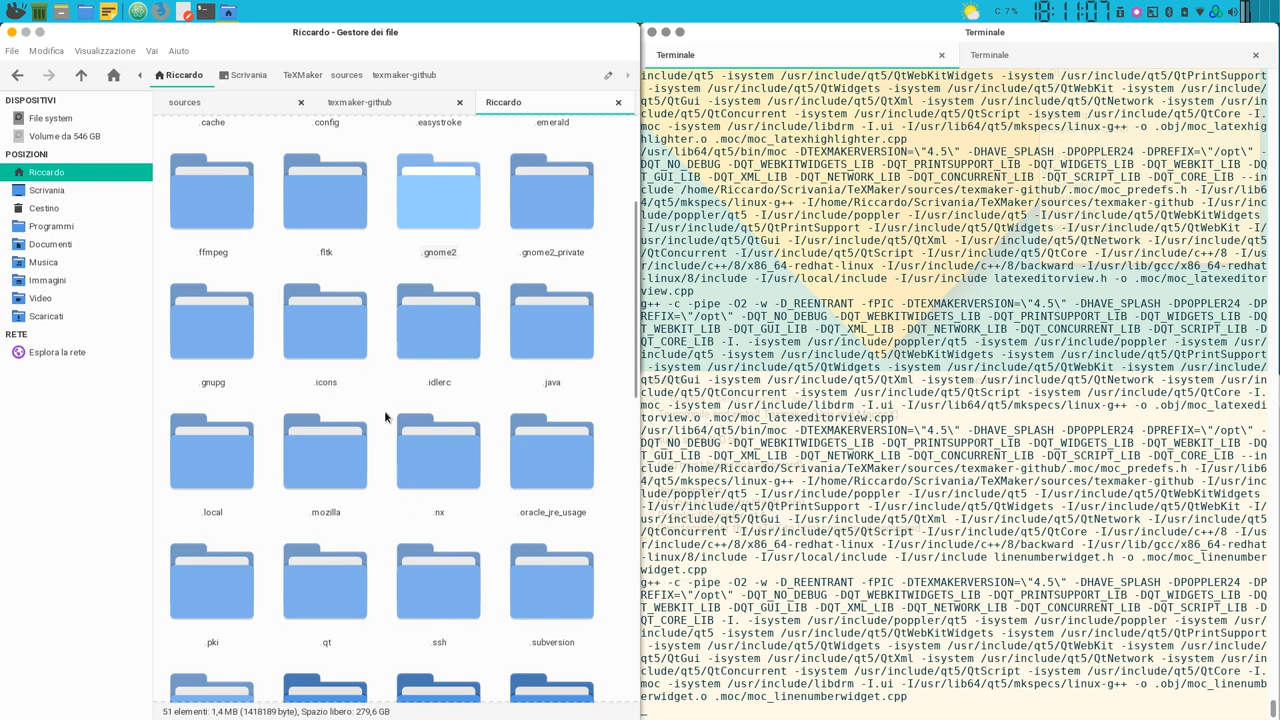 C: 7 %
18:11:07
Riccardo - Gestore dei file
File Modifica Visualizzazione Vai Aiuto
Riccardo Scrivania TeXMaker sources texmaker-github
DISPOSITIVI
File system
Volume da 546 GB
POSIZIONI
Riccardo
Scrivania
Cestino
Programmi
Documenti
Musica
Immagini
Video
Scaricati
RETE
Esplora la rete
sources texmaker-github Riccardo
.cache .config .easystroke .emerald
.ffmpeg .fltk .gnome2 .gnome2_private
.gnupg .icons .idlerc .java
.local .mozilla .nx .oracle_jre_usage
.pki .qt .ssh .subversion
51 elementi: 1,4 MB (1418189 byte), Spazio libero: 279,6 GB
Terminale
Terminale Terminale
include/qt5 -isystem /usr/include/qt5/QtWebKitWidgets -isystem /usr/include/qt5/QtPrintSupport
-isystem /usr/include/qt5/QtWidgets -isystem /usr/include/qt5/QtWebKit -isystem /usr/include/
qt5/QtGui -isystem /usr/include/qt5/QtXml -isystem /usr/include/qt5/QtNetwork -isystem /usr/in
clude/qt5/QtConcurrent -isystem /usr/include/qt5/QtScript -isystem /usr/include/qt5/QtCore -I.
moc -isystem /usr/include/libdrm -I.ui -I/usr/lib64/qt5/mkspecs/linux-g++ -o .obj/moc_latexhig
hlighter.o .moc/moc_latexhighlighter.cpp
/usr/lib64/qt5/bin/moc -DTEXMAKERVERSION=\"4.5\" -DHAVE_SPLASH -DPOPPLER24 -DPREFIX=\"/opt\" -
DQT_NO_DEBUG -DQT_WEBKITWIDGETS_LIB -DQT_PRINTSUPPORT_LIB -DQT_WIDGETS_LIB -DQT_WEBKIT_LIB -D
QT_GUI_LIB -DQT_XML_LIB -DQT_NETWORK_LIB -DQT_CONCURRENT_LIB -DQT_SCRIPT_LIB -DQT_CORE_LIB --in
clude /home/Riccardo/Scrivania/TeXMaker/sources/texmaker-github/.moc/moc_predefs.h -I/usr/lib6
4/qt5/mkspecs/linux-g++ -I/home/Riccardo/Scrivania/TeXMaker/sources/texmaker-github -I/usr/inc
lude/poppler/qt5 -I/usr/include/poppler -I/usr/include/qt5 -I/usr/include/qt5/QtWebKitWidgets
-I/usr/include/qt5/QtPrintSupport -I/usr/include/qt5/QtWidgets -I/usr/include/qt5/QtWebKit -I/
usr/include/qt5/QtGui -I/usr/include/qt5/QtXml -I/usr/include/qt5/QtNetwork -I/usr/include/qt5
/QtConcurrent -I/usr/include/qt5/QtScript -I/usr/include/qt5/QtCore -I/usr/include/c++/8 -I/us
r/include/c++/8/x86_64-redhat-linux -I/usr/include/c++/8/backward -I/usr/lib/gcc/x86_64-redhat
-linux/8/include -I/usr/local/include -I/usr/include latexeditorview.h -o .moc/moc_latexeditor
view.cpp
g++ -c -pipe -O2 -w -D_REENTRANT -fPIC -DTEXMAKERVERSION=\"4.5\" -DHAVE_SPLASH -DPOPPLER24 -DP
REFIX=\"/opt\" -DQT_NO_DEBUG -DQT_WEBKITWIDGETS_LIB -DQT_PRINTSUPPORT_LIB -DQT_WIDGETS_LIB -DQ
T_WEBKIT_LIB -DQT_GUI_LIB -DQT_XML_LIB -DQT_NETWORK_LIB -DQT_CONCURRENT_LIB -DQT_SCRIPT_LIB -D
QT_CORE_LIB -I. -isystem /usr/include/poppler/qt5 -isystem /usr/include/poppler -isystem /usr/
include/qt5 -isystem /usr/include/qt5/QtWebKitWidgets -isystem /usr/include/qt5/QtPrintSupport
-isystem /usr/include/qt5/QtWidgets -isystem /usr/include/qt5/QtWebKit -isystem /usr/include/
qt5/QtGui -isystem /usr/include/qt5/QtXml -isystem /usr/include/qt5/QtNetwork -isystem /usr/in
clude/qt5/QtConcurrent -isystem /usr/include/qt5/QtScript -isystem /usr/include/qt5/QtCore -I.
moc -isystem /usr/include/libdrm -I.ui -I/usr/lib64/qt5/mkspecs/linux-g++ -o .obj/moc_latexedi
torview.o .moc/moc_latexeditorview.cpp
/usr/lib64/qt5/bin/moc -DTEXMAKERVERSION=\"4.5\" -DHAVE_SPLASH -DPOPPLER24 -DPREFIX=\"/opt\" -
DQT_NO_DEBUG -DQT_WEBKITWIDGETS_LIB -DQT_PRINTSUPPORT_LIB -DQT_WIDGETS_LIB -DQT_WEBKIT_LIB -DQ
T_GUI_LIB -DQT_XML_LIB -DQT_NETWORK_LIB -DQT_CONCURRENT_LIB -DQT_SCRIPT_LIB -DQT_CORE_LIB --in
clude /home/Riccardo/Scrivania/TeXMaker/sources/texmaker-github/.moc/moc_predefs.h -I/usr/lib6
4/qt5/mkspecs/linux-g++ -I/home/Riccardo/Scrivania/TeXMaker/sources/texmaker-github -I/usr/inc
lude/poppler/qt5 -I/usr/include/poppler -I/usr/include/qt5 -I/usr/include/qt5/QtWebKitWidgets
-I/usr/include/qt5/QtPrintSupport -I/usr/include/qt5/QtWidgets -I/usr/include/qt5/QtWebKit -I/
usr/include/qt5/QtGui -I/usr/include/qt5/QtXml -I/usr/include/qt5/QtNetwork -I/usr/include/qt5
/QtConcurrent -I/usr/include/qt5/QtScript -I/usr/include/qt5/QtCore -I/usr/include/c++/8 -I/us
r/include/c++/8/x86_64-redhat-linux -I/usr/include/c++/8/backward -I/usr/lib/gcc/x86_64-redhat
-linux/8/include -I/usr/local/include -I/usr/include linenumberwidget.h -o .moc/moc_linenumber
widget.cpp
g++ -c -pipe -O2 -w -D_REENTRANT -fPIC -DTEXMAKERVERSION=\"4.5\" -DHAVE_SPLASH -DPOPPLER24 -DP
REFIX=\"/opt\" -DQT_NO_DEBUG -DQT_WEBKITWIDGETS_LIB -DQT_PRINTSUPPORT_LIB -DQT_WIDGETS_LIB -DQ
T_WEBKIT_LIB -DQT_GUI_LIB -DQT_XML_LIB -DQT_NETWORK_LIB -DQT_CONCURRENT_LIB -DQT_SCRIPT_LIB -D
QT_CORE_LIB -I. -isystem /usr/include/poppler/qt5 -isystem /usr/include/poppler -isystem /usr/
include/qt5 -isystem /usr/include/qt5/QtWebKitWidgets -isystem /usr/include/qt5/QtPrintSupport
-isystem /usr/include/qt5/QtWidgets -isystem /usr/include/qt5/QtWebKit -isystem /usr/include/
qt5/QtGui -isystem /usr/include/qt5/QtXml -isystem /usr/include/qt5/QtNetwork -isystem /usr/in
clude/qt5/QtConcurrent -isystem /usr/include/qt5/QtScript -isystem /usr/include/qt5/QtCore -I.
moc -isystem /usr/include/libdrm -I.ui -I/usr/lib64/qt5/mkspecs/linux-g++ -o .obj/moc_linenumb
erwidget.o .moc/moc_linenumberwidget.cpp